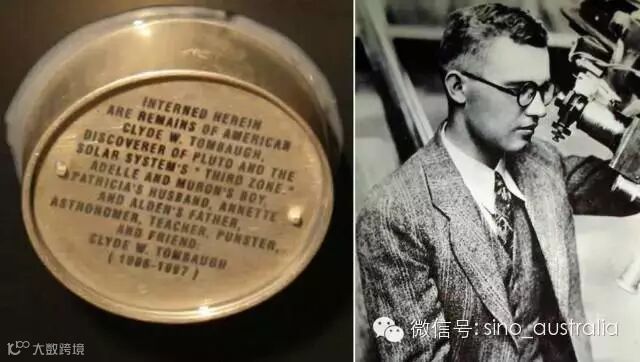 INTERNED HEREIN
ARE REMAINS OF AMERICAN
CLYDE W. TOMBAUGH,
DISCOVERER OF PLUTO AND THE
SOLAR SYSTEM'S "THIRD ZONE."
ADELLE AND MURON'S BOY,
PATRICIA'S HUSBAND, ANNETTE
AND ALDEN'S FATHER,
ASTRONOMER, TEACHER, PUNSTER,
AND FRIEND:
CLYDE W. TOMBAUGH
(1906-1997)
大数跨境
微信号: sino_australia